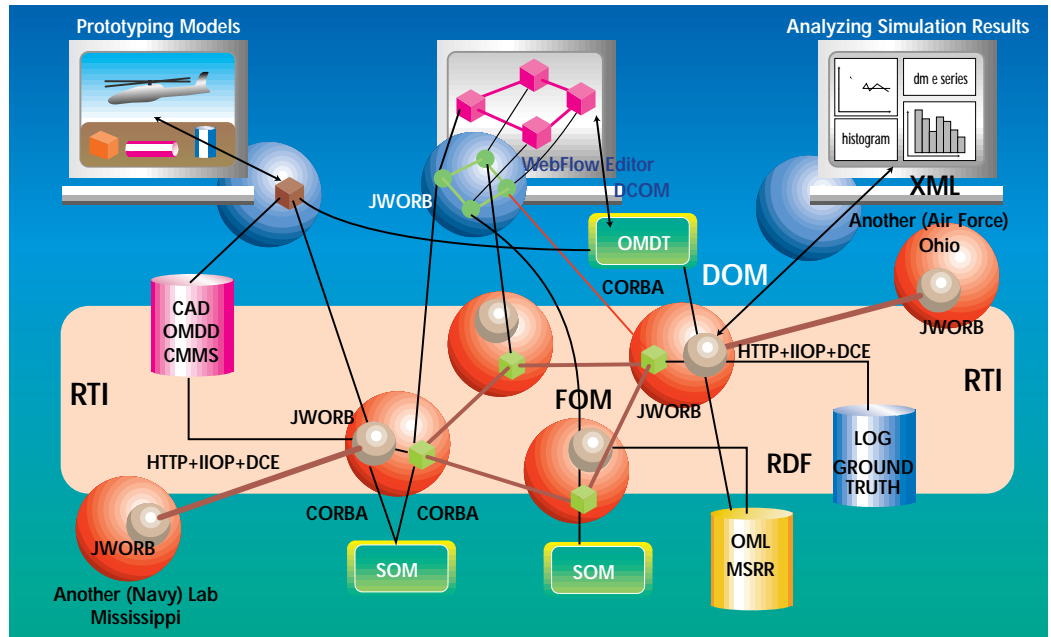 Prototyping Models
Analyzing Simulation Results
dm e series
histogram
WebFlow Editor
DCOM
JWORB
XML
Another (Air Force)
Ohio
OMDT
CORBA
DOM
CAD
OMDD
CMMS
JWORB
HTTP+IIOP+DCE
RTI
RTI
FOM
JWORB
JWORB
LOG
GROUND
TRUTH
HTTP+IIOP+DCE
RDF
CORBA
CORBA
JWORB
OML
MSRR
SOM
SOM
Another (Navy) Lab
Mississippi